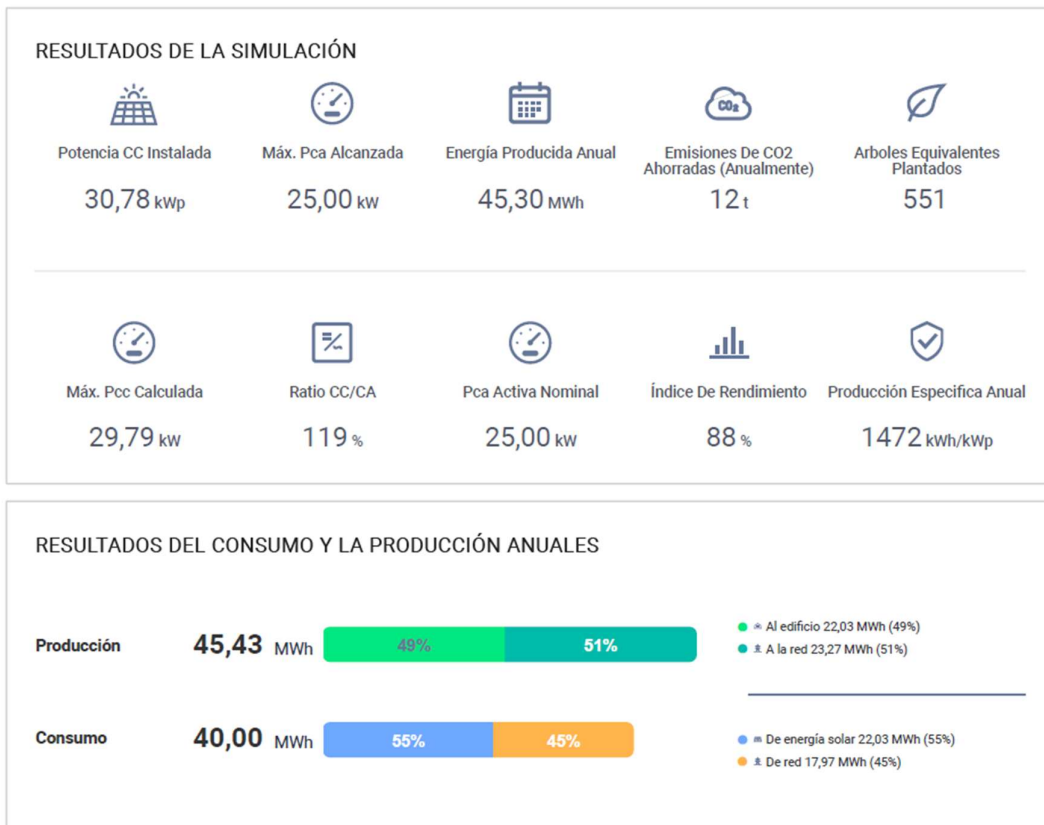 RESULTADOS DE LA SIMULACIÓN
Potencia CC Instalada
30,78 kWp
Máx. Pca Alcanzada
25,00 kW
Energía Producida Anual
45,30 MWh
CO₂
Emisiones De CO2
Ahorradas (Anualmente)
12 t
Arboles Equivalentes
Plantados
551
Máx. Pcc Calculada
29,79 kW
Ratio CC/CA
119 %
Pca Activa Nominal
25,00 kW
Índice De Rendimiento
88 %
Producción Especifica Anual
1472 kWh/kWp
RESULTADOS DEL CONSUMO Y LA PRODUCCIÓN ANUALES
Producción 45,43 MWh 49% 51%
Al edificio 22,03 MWh (49%)
A la red 23,27 MWh (51%)
Consumo 40,00 MWh 55% 45%
De energía solar 22,03 MWh (55%)
De red 17,97 MWh (45%)